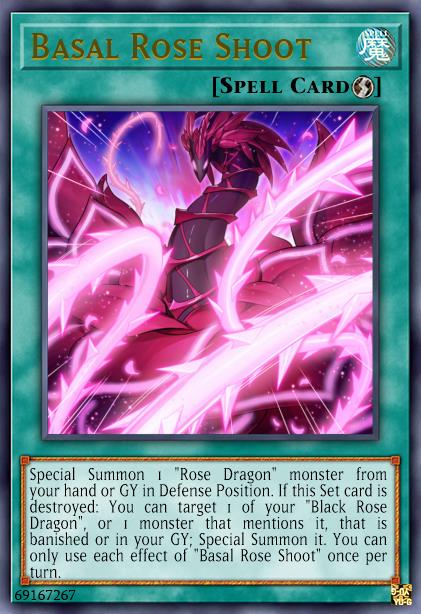 Basal Rose Shoot
SPELL
魔
[Spell Card]
Special Summon 1 "Rose Dragon" monster from
your hand or GY in Defense Position. If this Set card is
destroyed: You can target 1 of your "Black Rose
Dragon", or 1 monster that mentions it, that is
banished or in your GY; Special Summon it. You can
only use each effect of "Basal Rose Shoot" once per
turn.
69167267